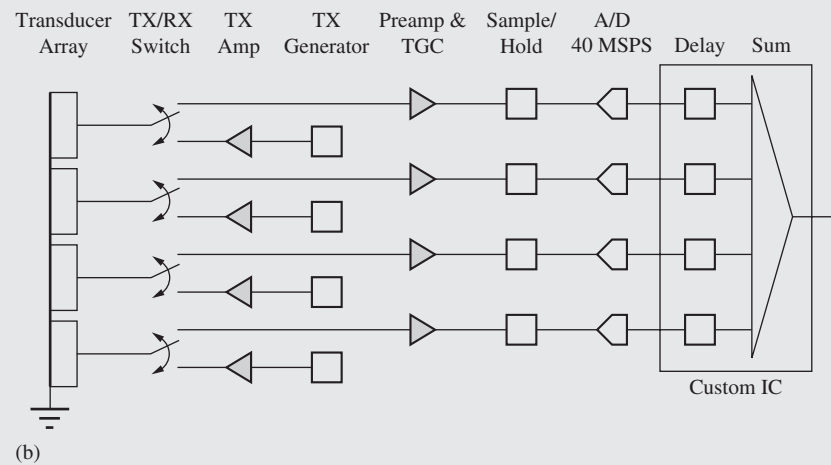 Transducer TX/RX TX TX Preamp & Sample/ A/D
Array Switch Amp Generator TGC Hold 40 MSPS Delay Sum
Custom IC
(b)